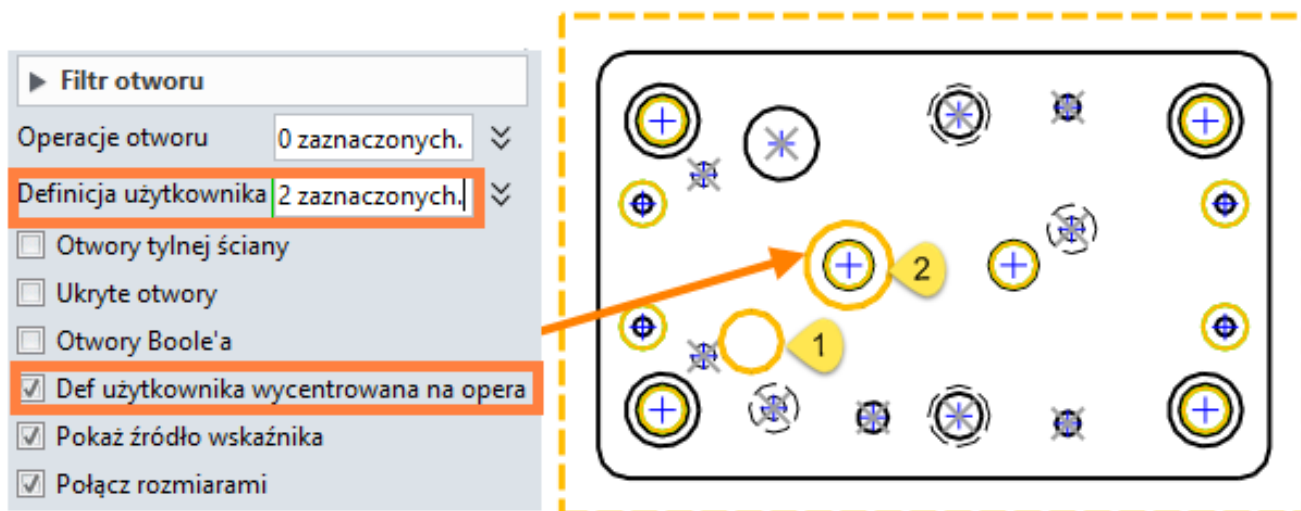 Filtr otworu
Operacje otworu 0 zaznaczonych.
Definicja użytkownika 2 zaznaczonych.
Otwory tylnej ściany
Ukryte otwory
Otwory Boole'a
Def użytkownika wycentrowana na opera
Pokaż źródło wskaźnika
Połącz rozmiarami
2
1